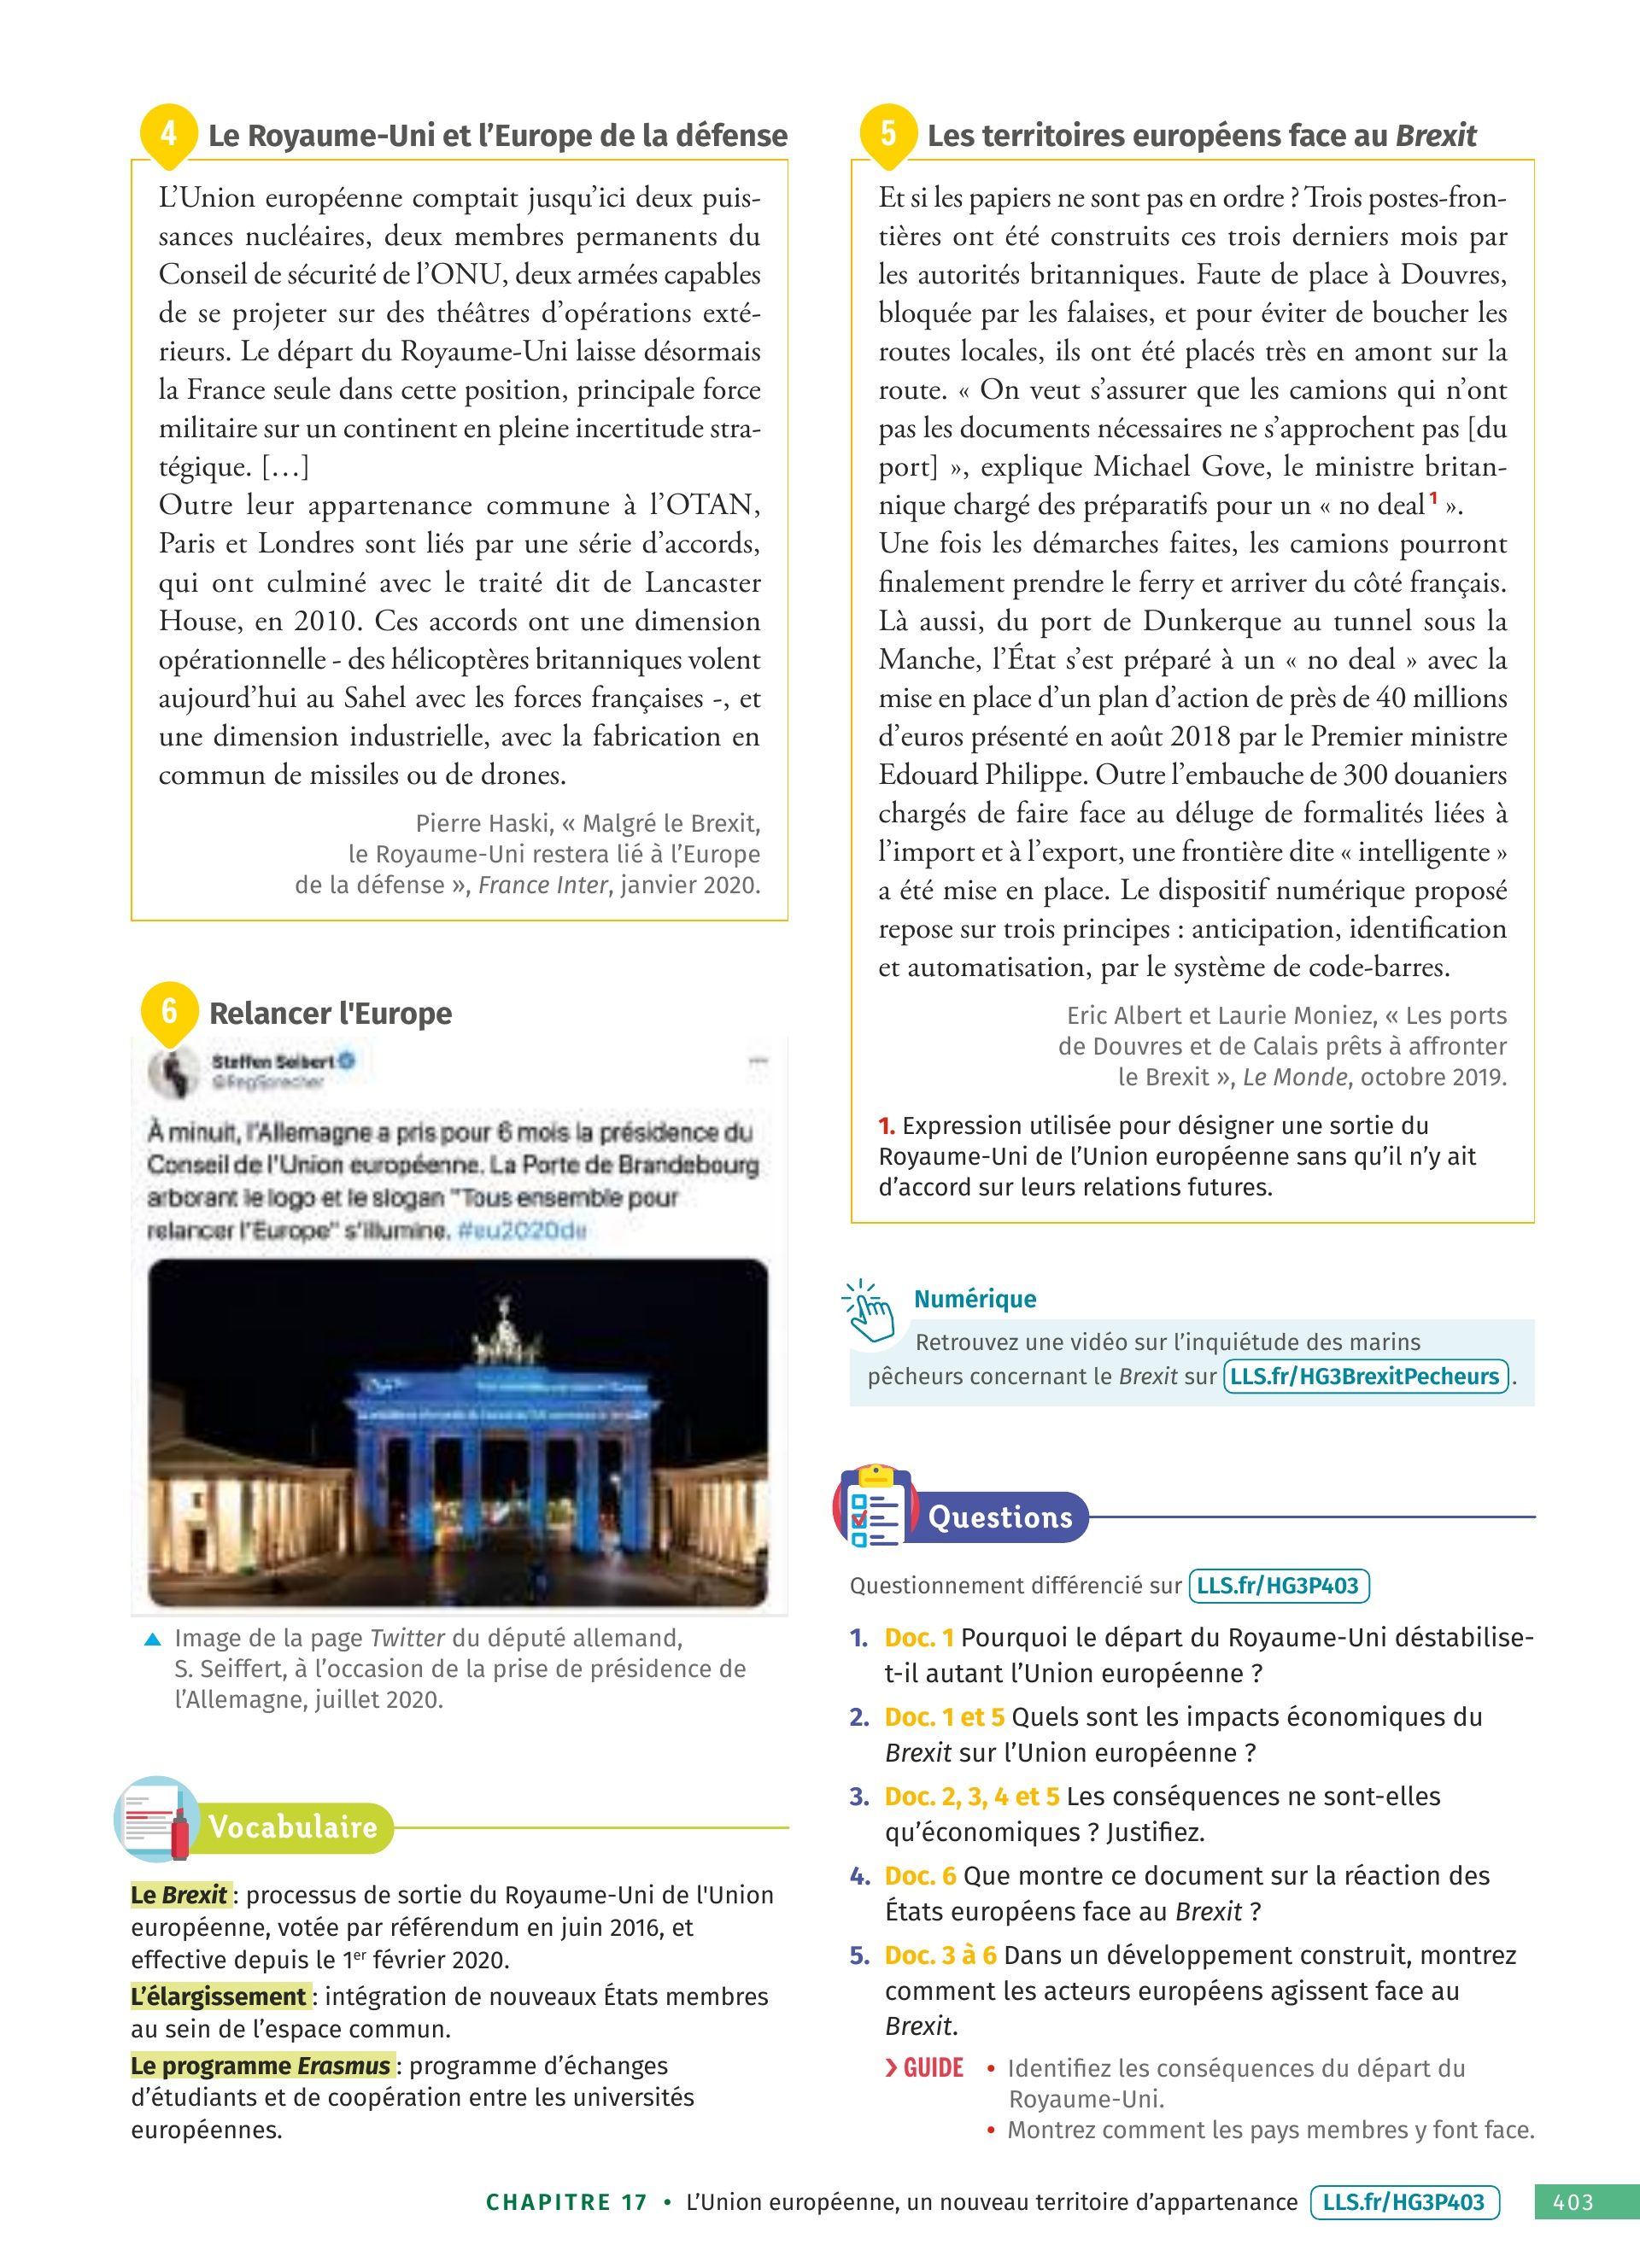 4 Le Royaume-Uni et l’Europe de la défense
L’Union européenne comptait jusqu’ici deux puis-
sances nucléaires, deux membres permanents du
Conseil de sécurité de l’ONU, deux armées capables
de se projeter sur des théâtres d’opérations exté-
rieurs. Le départ du Royaume-Uni laisse désormais
la France seule dans cette position, principale force
militaire sur un continent en pleine incertitude stra-
tégique. […]
Outre leur appartenance commune à l’OTAN,
Paris et Londres sont liés par une série d’accords,
qui ont culminé avec le traité dit de Lancaster
House, en 2010. Ces accords ont une dimension
opérationnelle - des hélicoptères britanniques volent
aujourd’hui au Sahel avec les forces françaises -, et
une dimension industrielle, avec la fabrication en
commun de missiles ou de drones.
Pierre Haski, « Malgré le Brexit,
le Royaume-Uni restera lié à l’Europe
de la défense », France Inter, janvier 2020.
6 Relancer l'Europe
Steffen Seibert
@RegSprecher
À minuit, l'Allemagne a pris pour 6 mois la présidence du
Conseil de l'Union européenne. La Porte de Brandebourg
arborant le logo et le slogan "Tous ensemble pour
relancer l'Europe" s'illumine. #eu2020de
Image de la page Twitter du député allemand,
S. Seiffert, à l’occasion de la prise de présidence de
l’Allemagne, juillet 2020.
Vocabulaire
Le Brexit : processus de sortie du Royaume-Uni de l'Union
européenne, votée par référendum en juin 2016, et
effective depuis le 1er février 2020.
L’élargissement : intégration de nouveaux États membres
au sein de l’espace commun.
Le programme Erasmus : programme d’échanges
d’étudiants et de coopération entre les universités
européennes.
5 Les territoires européens face au Brexit
Et si les papiers ne sont pas en ordre ? Trois postes-fron-
tières ont été construits ces trois derniers mois par
les autorités britanniques. Faute de place à Douvres,
bloquée par les falaises, et pour éviter de boucher les
routes locales, ils ont été placés très en amont sur la
route. « On veut s’assurer que les camions qui n’ont
pas les documents nécessaires ne s’approchent pas [du
port] », explique Michael Gove, le ministre britan-
nique chargé des préparatifs pour un « no deal 1 ».
Une fois les démarches faites, les camions pourront
finalement prendre le ferry et arriver du côté français.
Là aussi, du port de Dunkerque au tunnel sous la
Manche, l’État s’est préparé à un « no deal » avec la
mise en place d’un plan d’action de près de 40 millions
d’euros présenté en août 2018 par le Premier ministre
Edouard Philippe. Outre l’embauche de 300 douaniers
chargés de faire face au déluge de formalités liées à
l’import et à l’export, une frontière dite « intelligente »
a été mise en place. Le dispositif numérique proposé
repose sur trois principes : anticipation, identification
et automatisation, par le système de code-barres.
Eric Albert et Laurie Moniez, « Les ports
de Douvres et de Calais prêts à affronter
le Brexit », Le Monde, octobre 2019.
1. Expression utilisée pour désigner une sortie du
Royaume-Uni de l’Union européenne sans qu’il n’y ait
d’accord sur leurs relations futures.
Numérique
Retrouvez une vidéo sur l’inquiétude des marins
pêcheurs concernant le Brexit sur LLS.fr/HG3BrexitPecheurs .
Questions
Questionnement différencié sur LLS.fr/HG3P403
1. Doc. 1 Pourquoi le départ du Royaume-Uni déstabilise-
t-il autant l’Union européenne ?
2. Doc. 1 et 5 Quels sont les impacts économiques du
Brexit sur l’Union européenne ?
3. Doc. 2, 3, 4 et 5 Les conséquences ne sont-elles
qu’économiques ? Justifiez.
4. Doc. 6 Que montre ce document sur la réaction des
États européens face au Brexit ?
5. Doc. 3 à 6 Dans un développement construit, montrez
comment les acteurs européens agissent face au
Brexit.
GUIDE • Identifiez les conséquences du départ du
Royaume-Uni.
• Montrez comment les pays membres y font face.
CHAPITRE 17 • L’Union européenne, un nouveau territoire d’appartenance LLS.fr/HG3P403 403